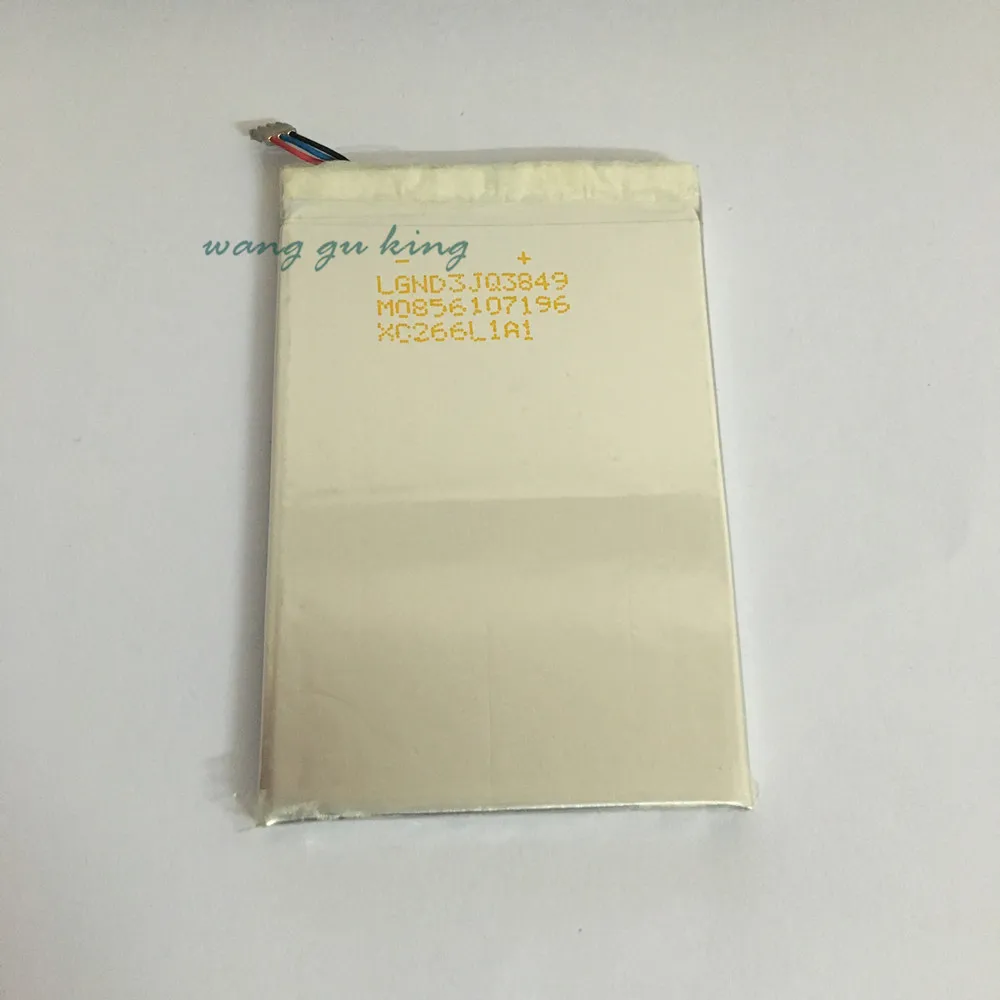 wang gu king
- +
LGND3JQ3849
M0856107196
XC266L1A1